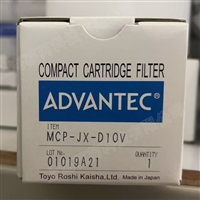 COMPACT CARTRIDGE FILTER
ADVANTEC®
ITEM
MCP-JX-D10V
LOT No.
QUANTITY
01019A21
1
Toyo Roshi Kaisha, Ltd. Made in Japan